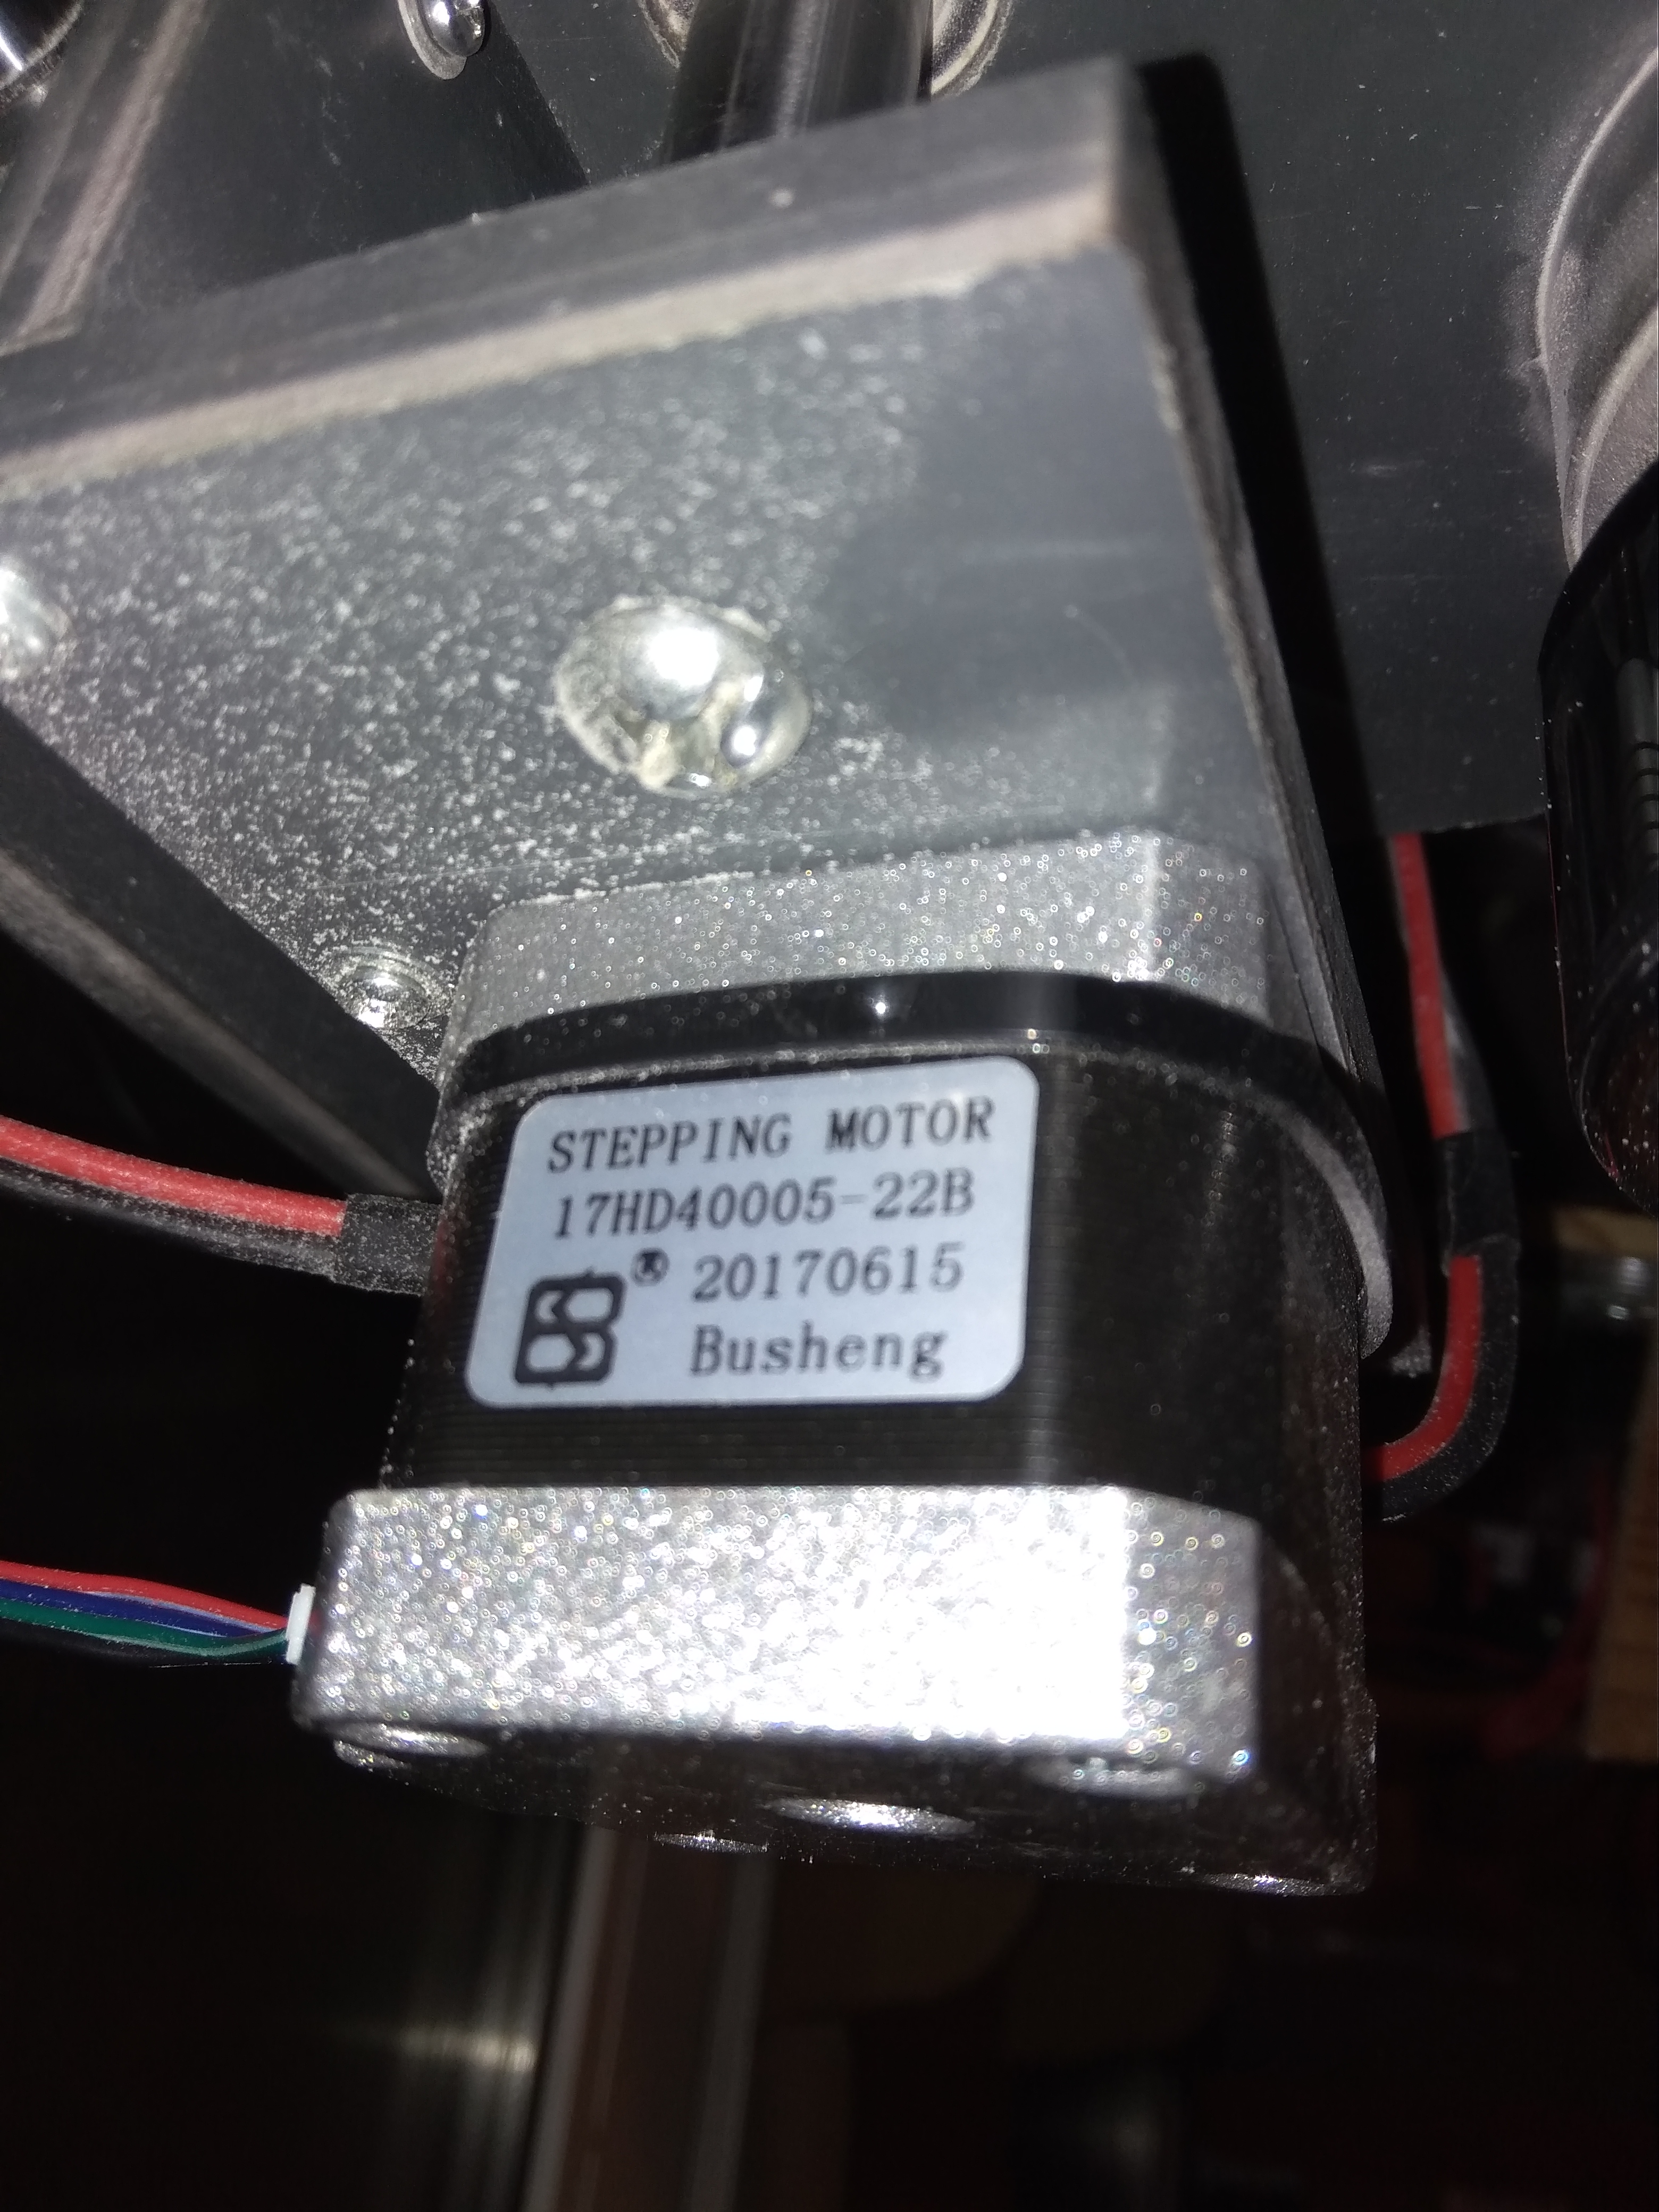 STEPPING MOTOR
17HD40005-22B
® 20170615
Busheng